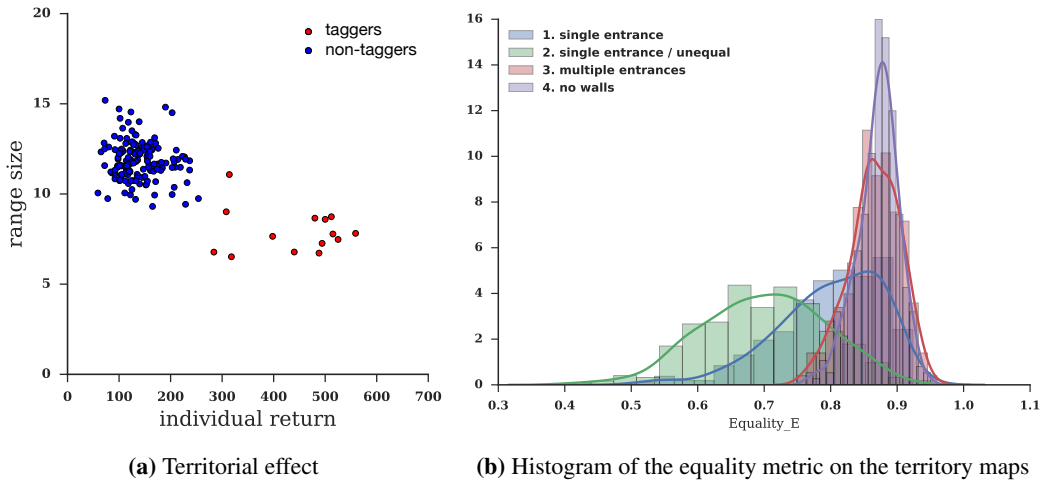 20
15
10
5
0
0 100 200 300 400 500 600 700
range size
individual return
taggers
non-taggers
(a) Territorial effect
16
14
12
10
8
6
4
2
0
0.3 0.4 0.5 0.6 0.7 0.8 0.9 1.0 1.1
Equality_E
1. single entrance
2. single entrance / unequal
3. multiple entrances
4. no walls
(b) Histogram of the equality metric on the territory maps